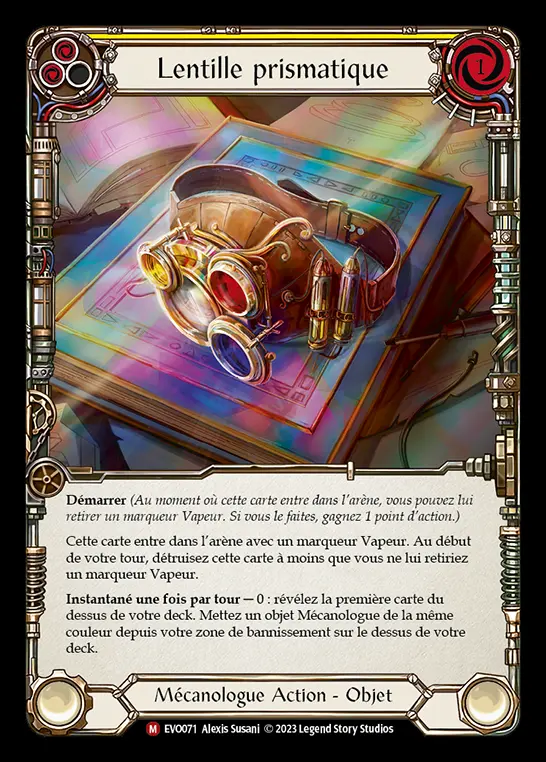 Lentille prismatique
1
Démarrer (Au moment où cette carte entre dans l'arène, vous pouvez lui
retirer un marqueur Vapeur. Si vous le faites, gagnez 1 point d'action.)
Cette carte entre dans l'arène avec un marqueur Vapeur. Au début
de votre tour, détruisez cette carte à moins que vous ne lui retiriez
un marqueur Vapeur.
Instantané une fois par tour — 0 : révélez la première carte du
dessus de votre deck. Mettez un objet Mécanologue de la même
couleur depuis votre zone de bannissement sur le dessus de votre
deck.
Mécanologue Action - Objet
M EVO071 Alexis Susani © 2023 Legend Story Studios